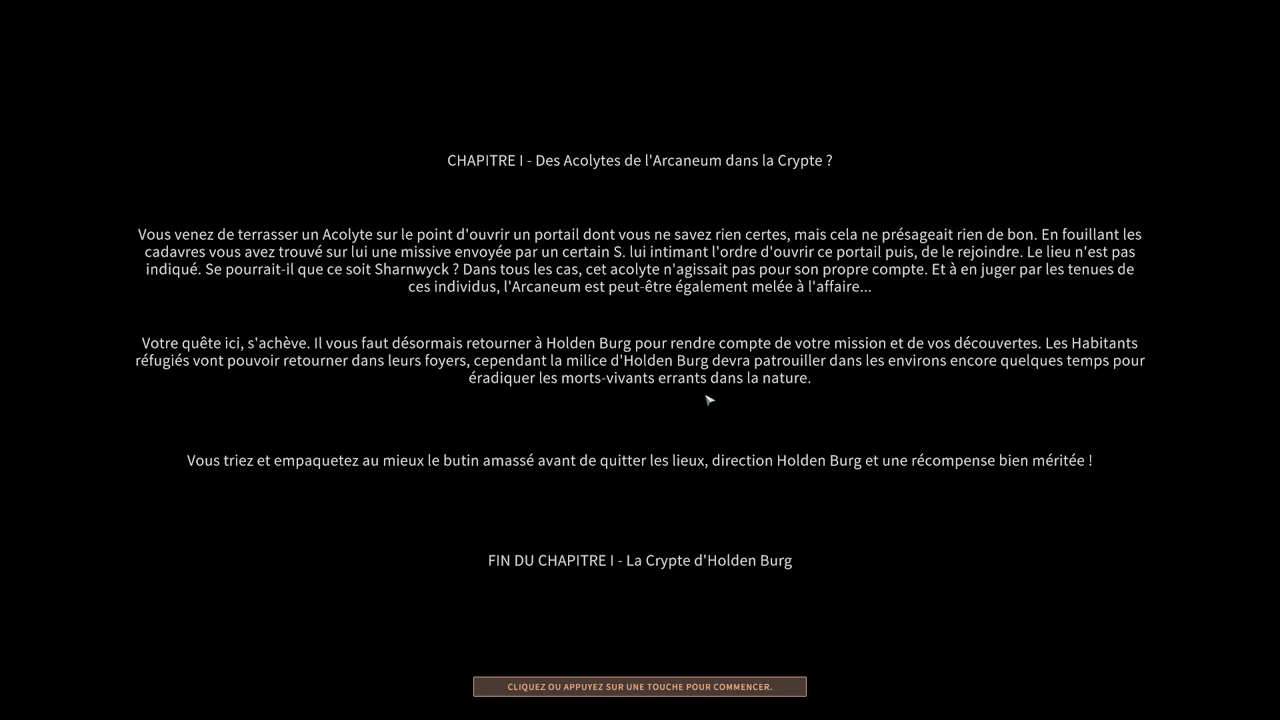 CHAPITRE I - Des Acolytes de l'Arcaneum dans la Crypte ?
Vous venez de terrasser un Acolyte sur le point d'ouvrir un portail dont vous ne savez rien certes, mais cela ne présageait rien de bon. En fouillant les
cadavres vous avez trouvé sur lui une missive envoyée par un certain S. lui intimant l'ordre d'ouvrir ce portail puis, de le rejoindre. Le lieu n'est pas
indiqué. Se pourrait-il que ce soit Sharnwyck ? Dans tous les cas, cet acolyte n'agissait pas pour son propre compte. Et à en juger par les tenues de
ces individus, l'Arcaneum est peut-être également melée à l'affaire...
Votre quête ici, s'achève. Il vous faut désormais retourner à Holden Burg pour rendre compte de votre mission et de vos découvertes. Les Habitants
réfugiés vont pouvoir retourner dans leurs foyers, cependant la milice d'Holden Burg devra patrouiller dans les environs encore quelques temps pour
éradiquer les morts-vivants errants dans la nature.
Vous triez et empaquetez au mieux le butin amassé avant de quitter les lieux, direction Holden Burg et une récompense bien méritée !
FIN DU CHAPITRE I - La Crypte d'Holden Burg
CLIQUEZ OU APPUYEZ SUR UNE TOUCHE POUR COMMENCER.